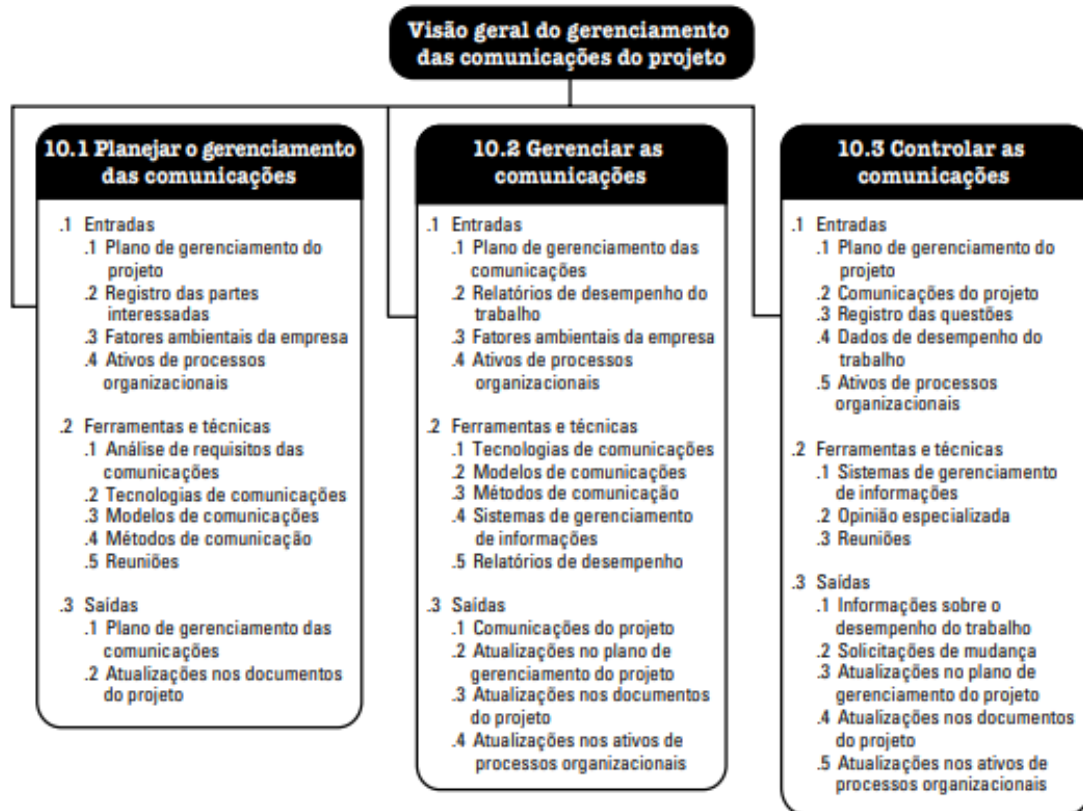 Visão geral do gerenciamento
das comunicações do projeto
10.1 Planejar o gerenciamento
das comunicações
.1 Entradas
.1 Plano de gerenciamento do
projeto
.2 Registro das partes
interessadas
.3 Fatores ambientais da empresa
.4 Ativos de processos
organizacionais
.2 Ferramentas e técnicas
.1 Análise de requisitos das
comunicações
.2 Tecnologias de comunicações
.3 Modelos de comunicações
.4 Métodos de comunicação
.5 Reuniões
.3 Saídas
.1 Plano de gerenciamento das
comunicações
.2 Atualizações nos documentos
do projeto
10.2 Gerenciar as
comunicações
.1 Entradas
.1 Plano de gerenciamento das
comunicações
.2 Relatórios de desempenho do
trabalho
.3 Fatores ambientais da empresa
.4 Ativos de processos
organizacionais
.2 Ferramentas e técnicas
.1 Tecnologias de comunicações
.2 Modelos de comunicações
.3 Métodos de comunicação
.4 Sistemas de gerenciamento
de informações
.5 Relatórios de desempenho
.3 Saídas
.1 Comunicações do projeto
.2 Atualizações no plano de
gerenciamento do projeto
.3 Atualizações nos documentos
do projeto
.4 Atualizações nos ativos de
processos organizacionais
10.3 Controlar as
comunicações
.1 Entradas
.1 Plano de gerenciamento do
projeto
.2 Comunicações do projeto
.3 Registro das questões
.4 Dados de desempenho do
trabalho
.5 Ativos de processos
organizacionais
.2 Ferramentas e técnicas
.1 Sistemas de gerenciamento
de informações
.2 Opinião especializada
.3 Reuniões
.3 Saídas
.1 Informações sobre o
desempenho do trabalho
.2 Solicitações de mudança
.3 Atualizações no plano de
gerenciamento do projeto
.4 Atualizações nos documentos
do projeto
.5 Atualizações nos ativos de
processos organizacionais